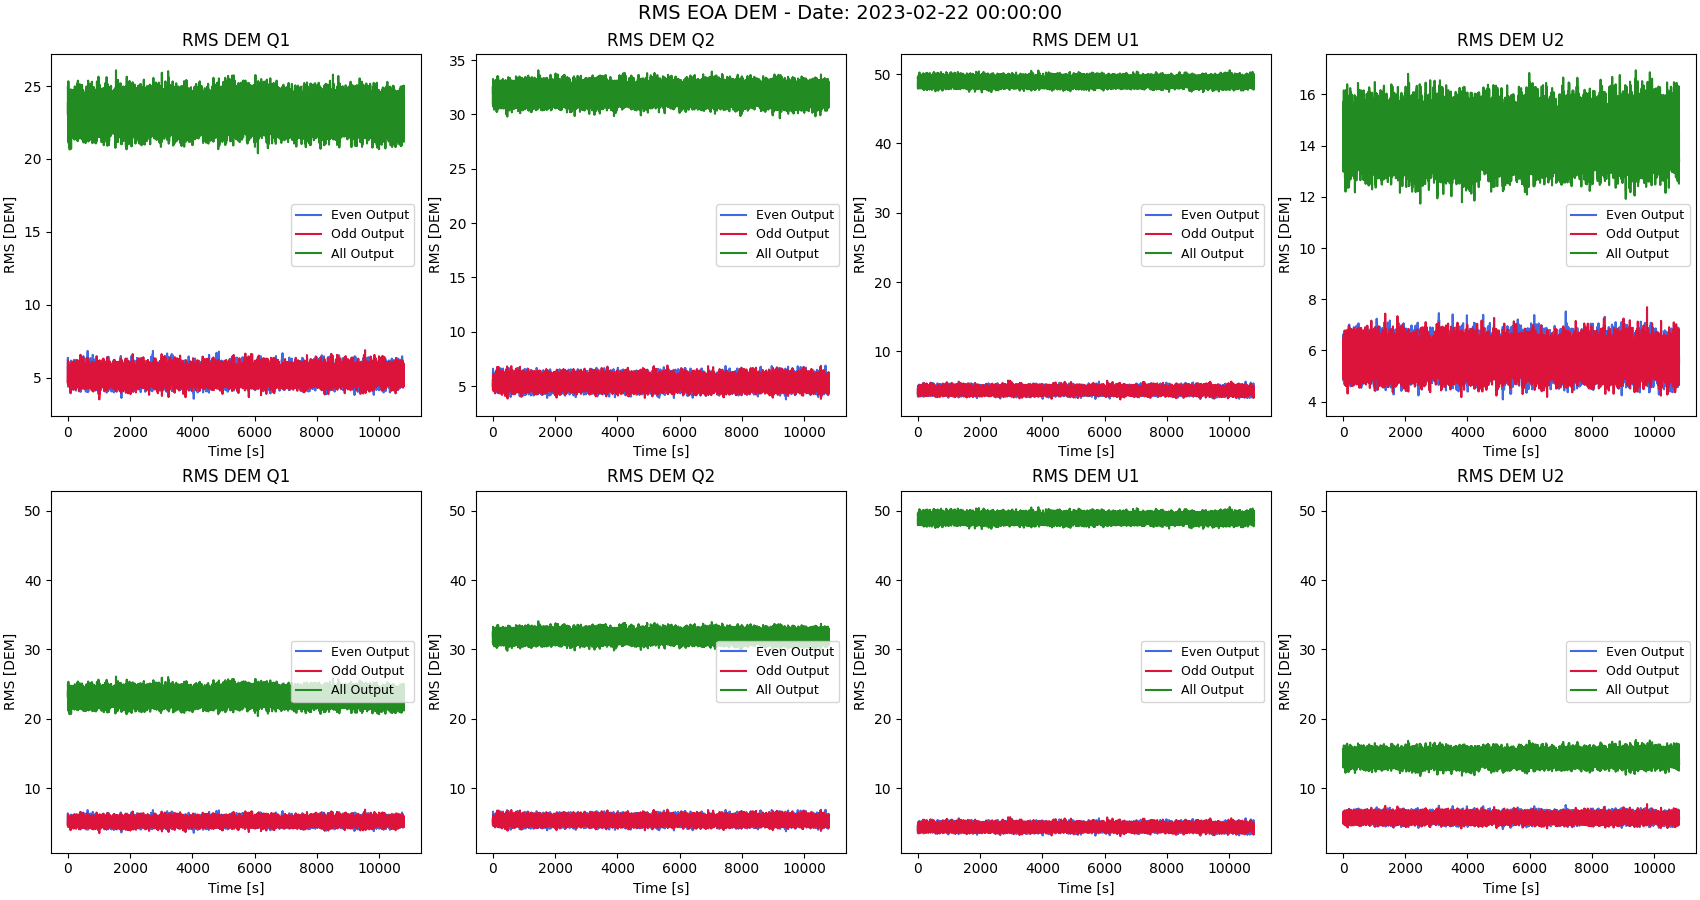 RMS EOA DEM - Date: 2023-02-22 00:00:00
RMS DEM Q1
RMS [DEM]
25
20
15
10
5
0 2000 4000 6000 8000 10000
Time [s]
Even Output
Odd Output
All Output
RMS DEM Q2
RMS [DEM]
35
30
25
20
15
10
5
0 2000 4000 6000 8000 10000
Time [s]
Even Output
Odd Output
All Output
RMS DEM U1
RMS [DEM]
50
40
30
20
10
0 2000 4000 6000 8000 10000
Time [s]
Even Output
Odd Output
All Output
RMS DEM U2
RMS [DEM]
16
14
12
10
8
6
4
0 2000 4000 6000 8000 10000
Time [s]
Even Output
Odd Output
All Output
RMS DEM Q1
RMS [DEM]
50
40
30
20
10
0 2000 4000 6000 8000 10000
Time [s]
Even Output
Odd Output
All Output
RMS DEM Q2
RMS [DEM]
50
40
30
20
10
0 2000 4000 6000 8000 10000
Time [s]
Even Output
Odd Output
All Output
RMS DEM U1
RMS [DEM]
50
40
30
20
10
0 2000 4000 6000 8000 10000
Time [s]
Even Output
Odd Output
All Output
RMS DEM U2
RMS [DEM]
50
40
30
20
10
0 2000 4000 6000 8000 10000
Time [s]
Even Output
Odd Output
All Output